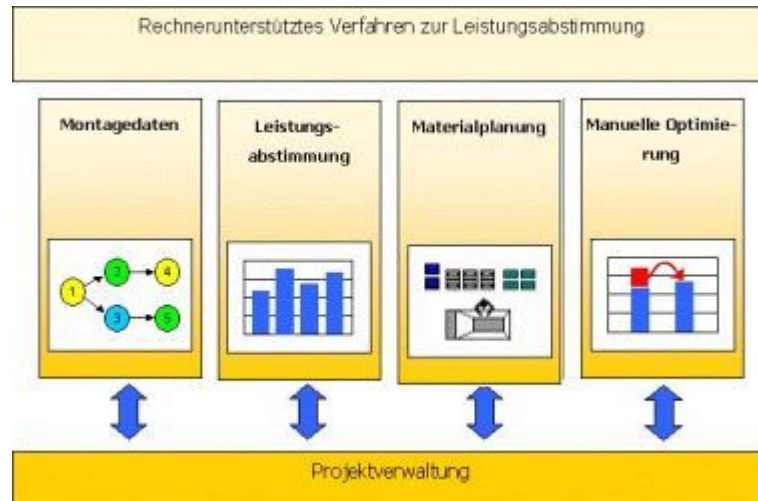 Rechnerunterstütztes Verfahren zur Leistungsabstimmung
Montagedaten
Leistungs-
abstimmung
Materialplanung
Manuelle Optimie-
rung
1
2
4
3
5
Projektverwaltung